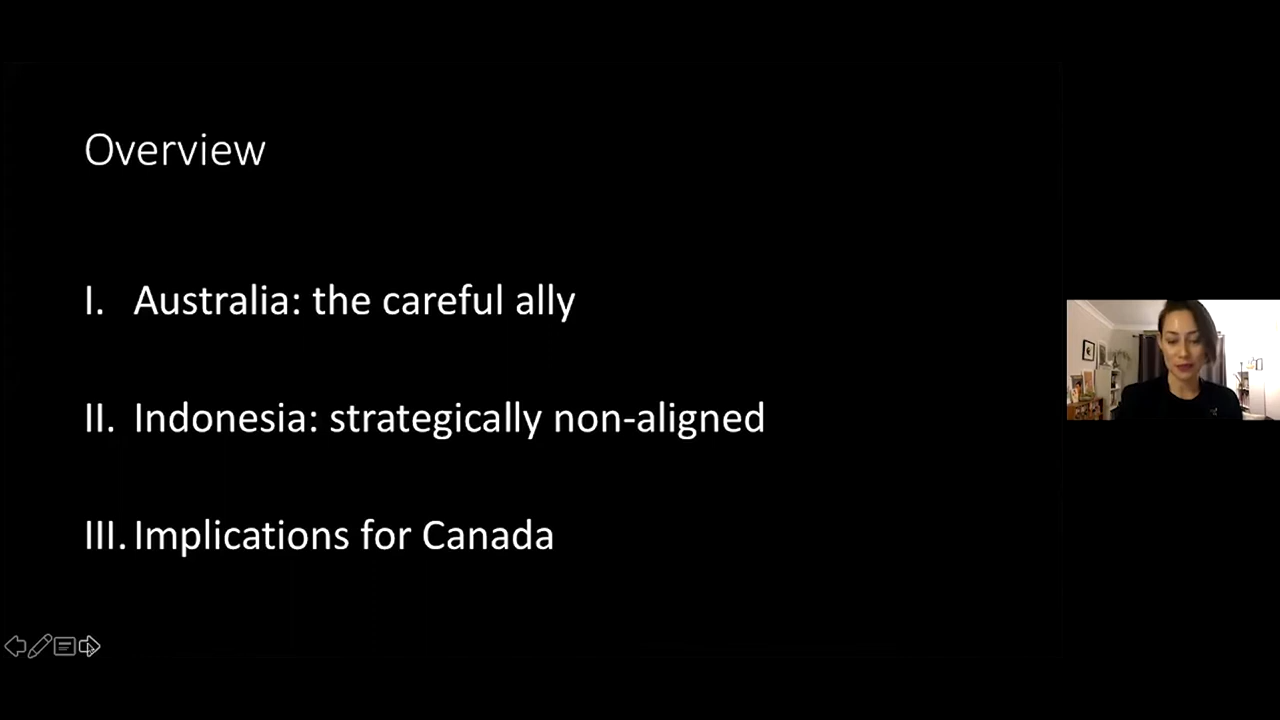 Overview
I. Australia: the careful ally
II. Indonesia: strategically non-aligned
III. Implications for Canada